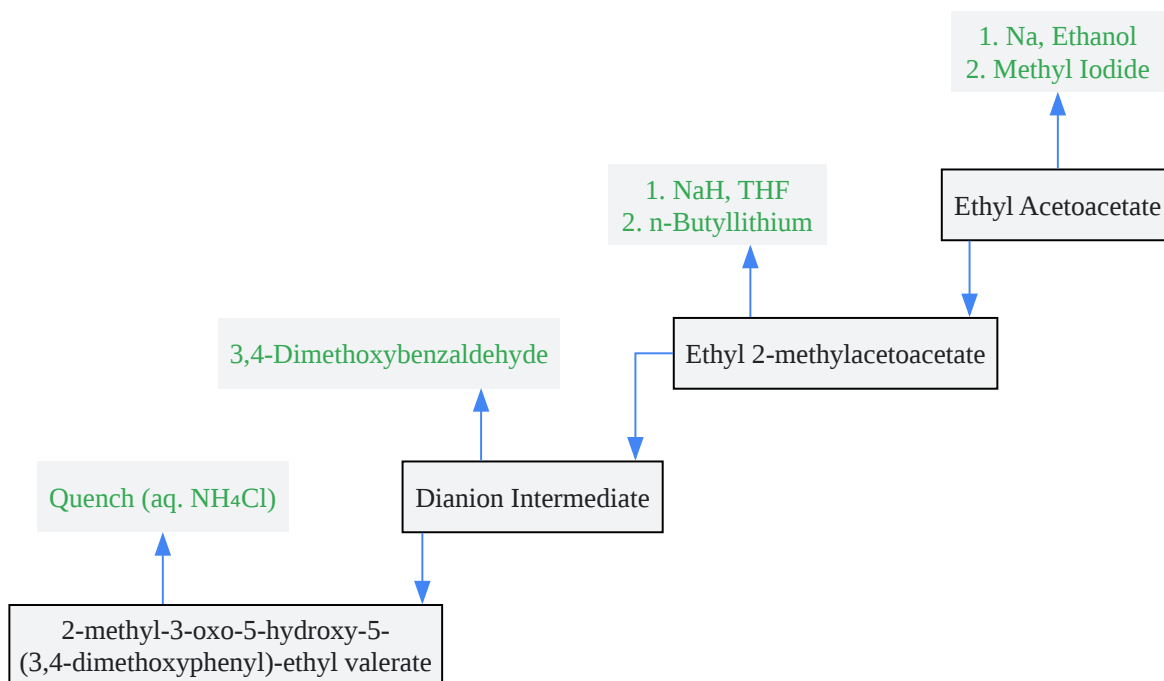 1. Na, Ethanol
2. Methyl Iodide
Ethyl Acetoacetate
1. NaH, THF
2. n-Butyllithium
Ethyl 2-methylacetoacetate
3,4-Dimethoxybenzaldehyde
Dianion Intermediate
Quench (aq. NH₄Cl)
2-methyl-3-oxo-5-hydroxy-5-
(3,4-dimethoxyphenyl)-ethyl valerate